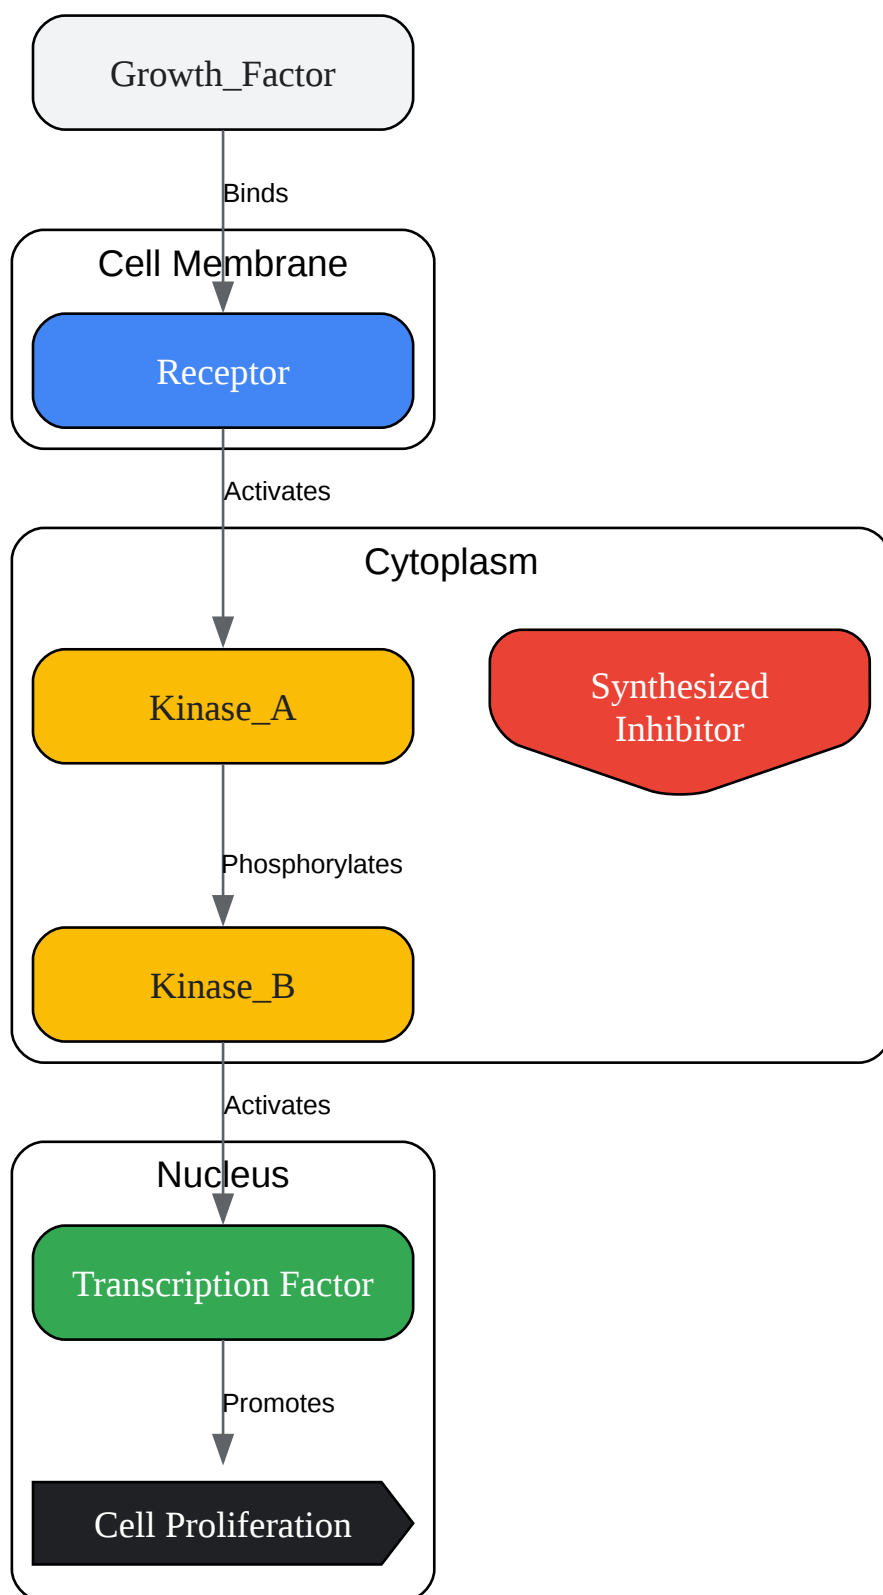 Growth_Factor
Binds
Cell Membrane
Receptor
Activates
Cytoplasm
Kinase_A
Synthesized
Inhibitor
Phosphorylates
Kinase_B
Activates
Nucleus
Transcription Factor
Promotes
Cell Proliferation